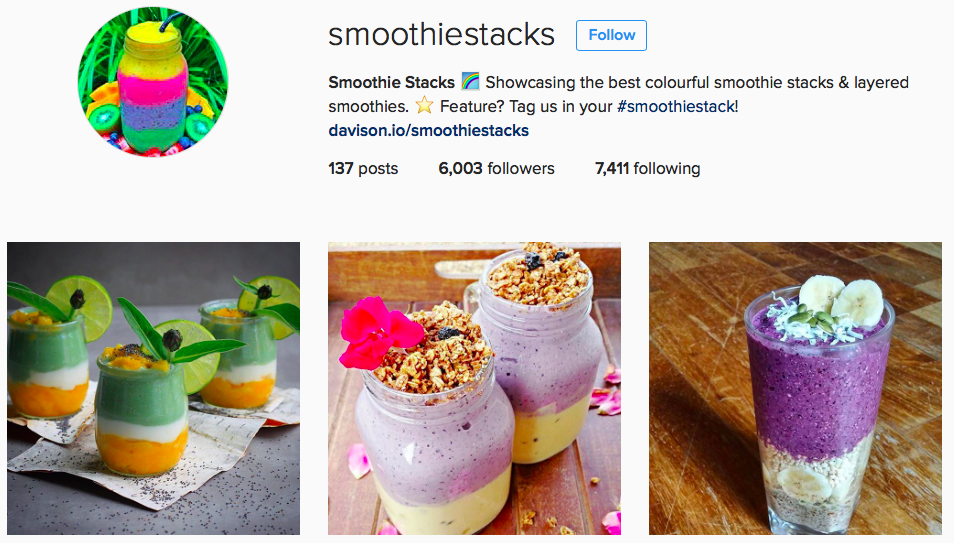 smoothiestacks Follow
Smoothie Stacks 🌈 Showcasing the best colourful smoothie stacks & layered
smoothies. ⭐ Feature? Tag us in your #smoothiestack!
davison.io/smoothiestacks
137 posts 6,003 followers 7,411 following